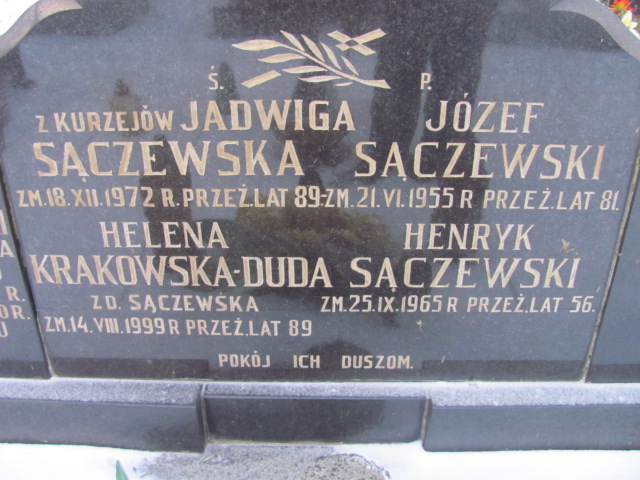 Ś. P.
Z KURZEJÓW JADWIGA JÓZEF
SĄCZEWSKA SĄCZEWSKI
ZM.18.XII.1972 R. PRZEŻ.LAT 89-ZM.21.VI.1955 R PRZEŻ.LAT 81.
HELENA HENRYK
KRAKOWSKA-DUDA SĄCZEWSKI
ZD. SĄCZEWSKA ZM.25.IX.1965 R PRZEŻ.LAT 56.
ZM.14.VIII.1999 R PRZEŻ.LAT 89
POKÓJ ICH DUSZOM.